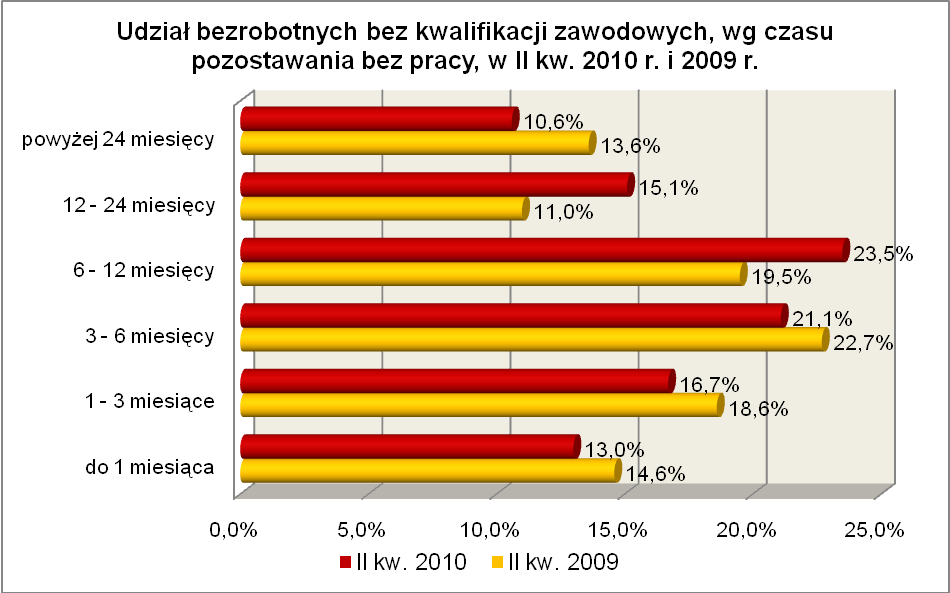 Udział bezrobotnych bez kwalifikacji zawodowych, wg czasu
pozostawania bez pracy, w II kw. 2010 r. i 2009 r.
powyżej 24 miesięcy
10,6%
13,6%
12 - 24 miesięcy
15,1%
11,0%
6 - 12 miesięcy
23,5%
19,5%
3 - 6 miesięcy
21,1%
22,7%
1 - 3 miesiące
16,7%
18,6%
do 1 miesiąca
13,0%
14,6%
0,0% 5,0% 10,0% 15,0% 20,0% 25,0%
II kw. 2010 II kw. 2009